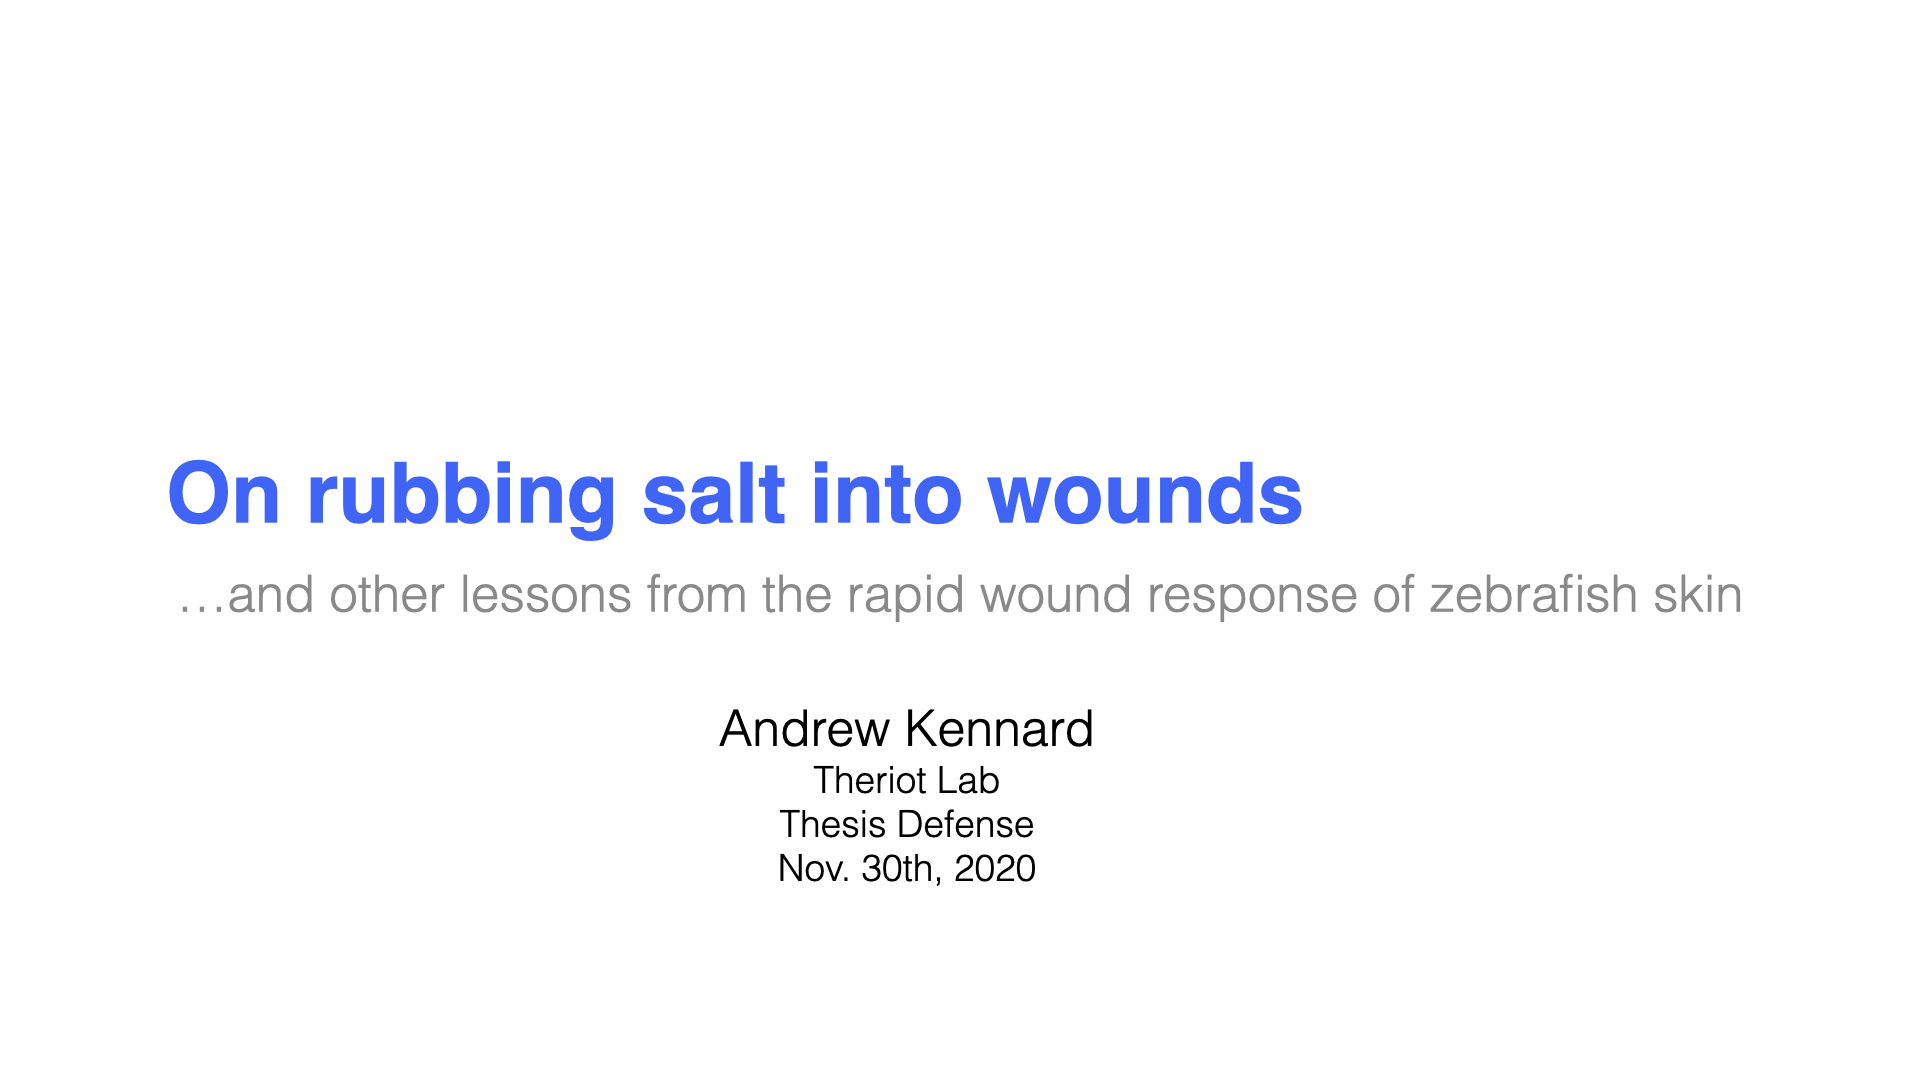 On rubbing salt into wounds
…and other lessons from the rapid wound response of zebrafish skin
Andrew Kennard
Theriot Lab
Thesis Defense
Nov. 30th, 2020